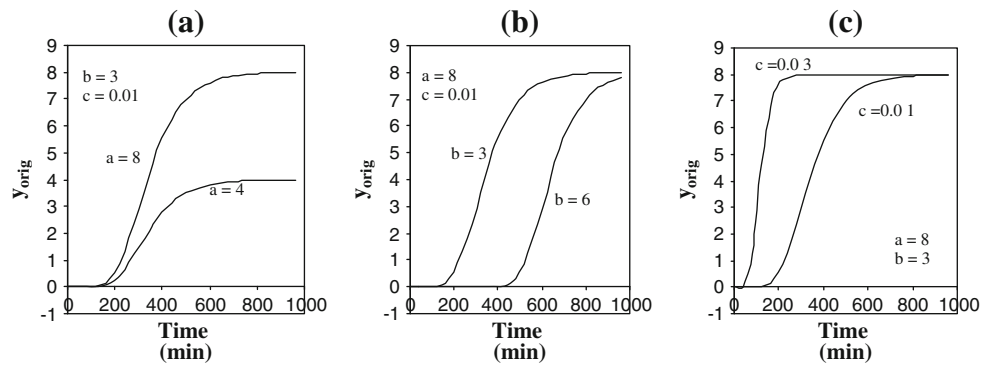 (a)
9
8
7
6
5
4
3
2
1
0
-1
y_orig
b = 3
c = 0.01
a = 8
a = 4
0 200 400 600 800 1000
Time
(min)
(b)
9
8
7
6
5
4
3
2
1
0
-1
y_orig
a = 8
c = 0.01
b = 3
b = 6
0 200 400 600 800 1000
Time
(min)
(c)
9
8
7
6
5
4
3
2
1
0
-1
y_orig
c=0.0 3
c=0.0 1
a = 8
b = 3
0 200 400 600 800 1000
Time
(min)